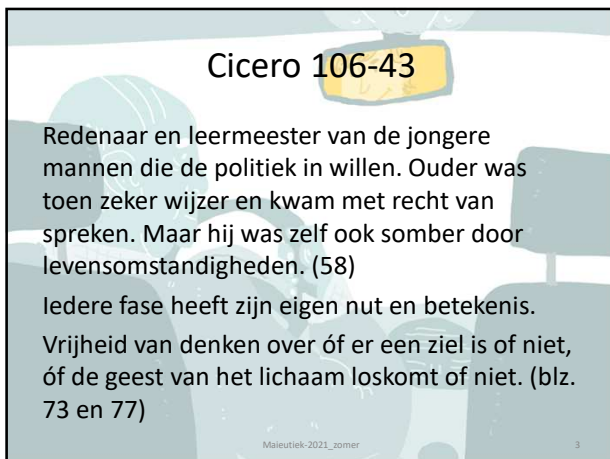 Cicero 106-43
Redenaar en leermeester van de jongere
mannen die de politiek in willen. Ouder was
toen zeker wijzer en kwam met recht van
spreken. Maar hij was zelf ook somber door
levensomstandigheden. (58)
Iedere fase heeft zijn eigen nut en betekenis.
Vrijheid van denken over óf er een ziel is of niet,
óf de geest van het lichaam loskomt of niet. (blz.
73 en 77)
Maieutiek-2021_zomer
3